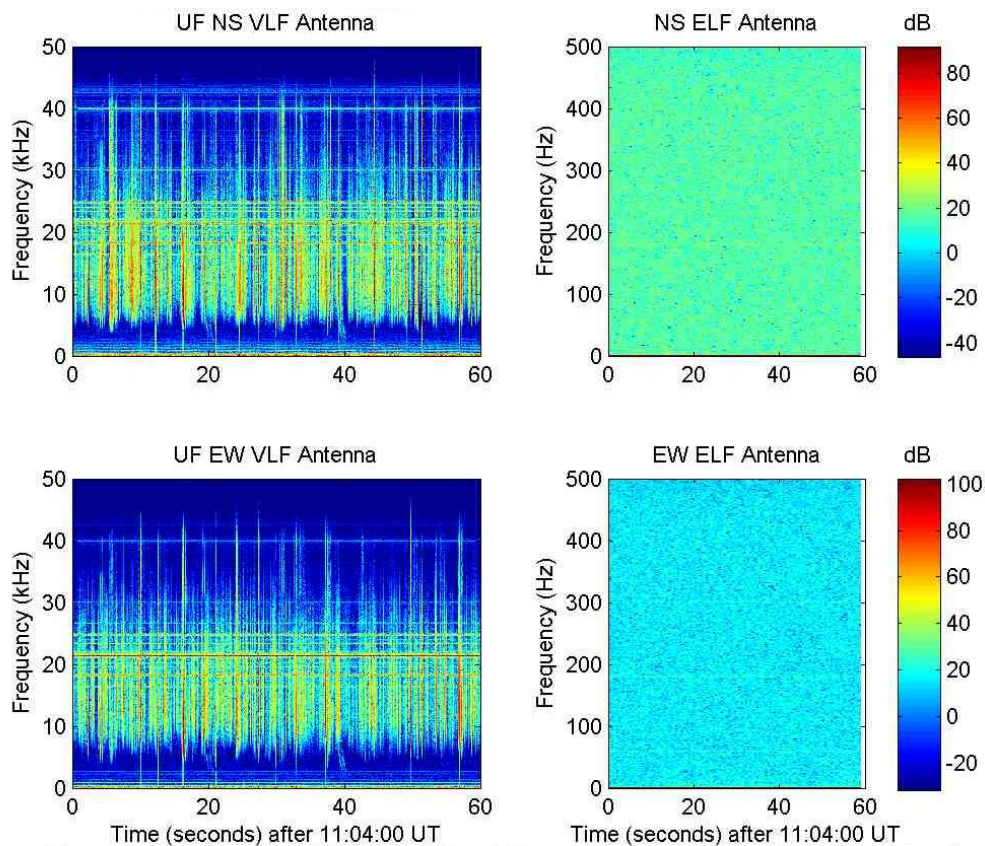 UF NS VLF Antenna
NS ELF Antenna
dB
Frequency (kHz)
50
40
30
20
10
0
0 20 40 60
Frequency (Hz)
500
400
300
200
100
0
0 20 40 60
80
60
40
20
0
-20
-40
UF EW VLF Antenna
EW ELF Antenna
dB
Frequency (kHz)
50
40
30
20
10
0
0 20 40 60
Time (seconds) after 11:04:00 UT
Frequency (Hz)
500
400
300
200
100
0
0 20 40 60
Time (seconds) after 11:04:00 UT
100
80
60
40
20
0
-20